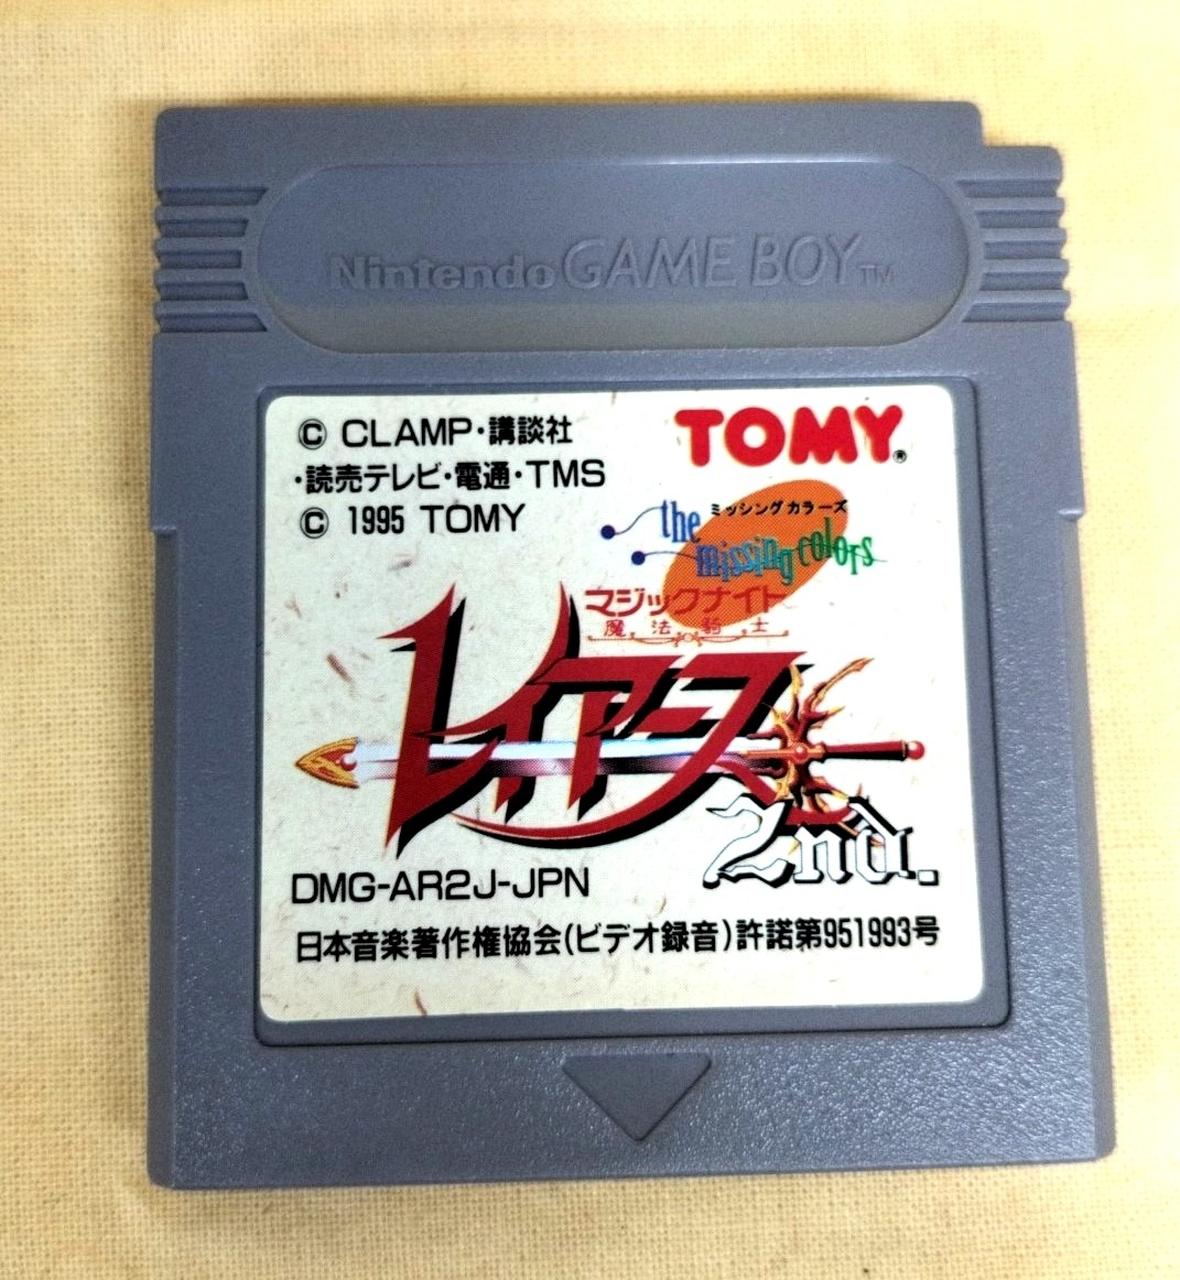 Nintendo GAME BOY™
© CLAMP・講談社
・読売テレビ・電通・TMS
© 1995 TOMY
TOMY®
ミッシングカラーズ
the
missing colors
マジックナイト
魔法騎士
レイアース
2nd.
DMG-AR2J-JPN
日本音楽著作権協会(ビデオ録音)許諾第951993号